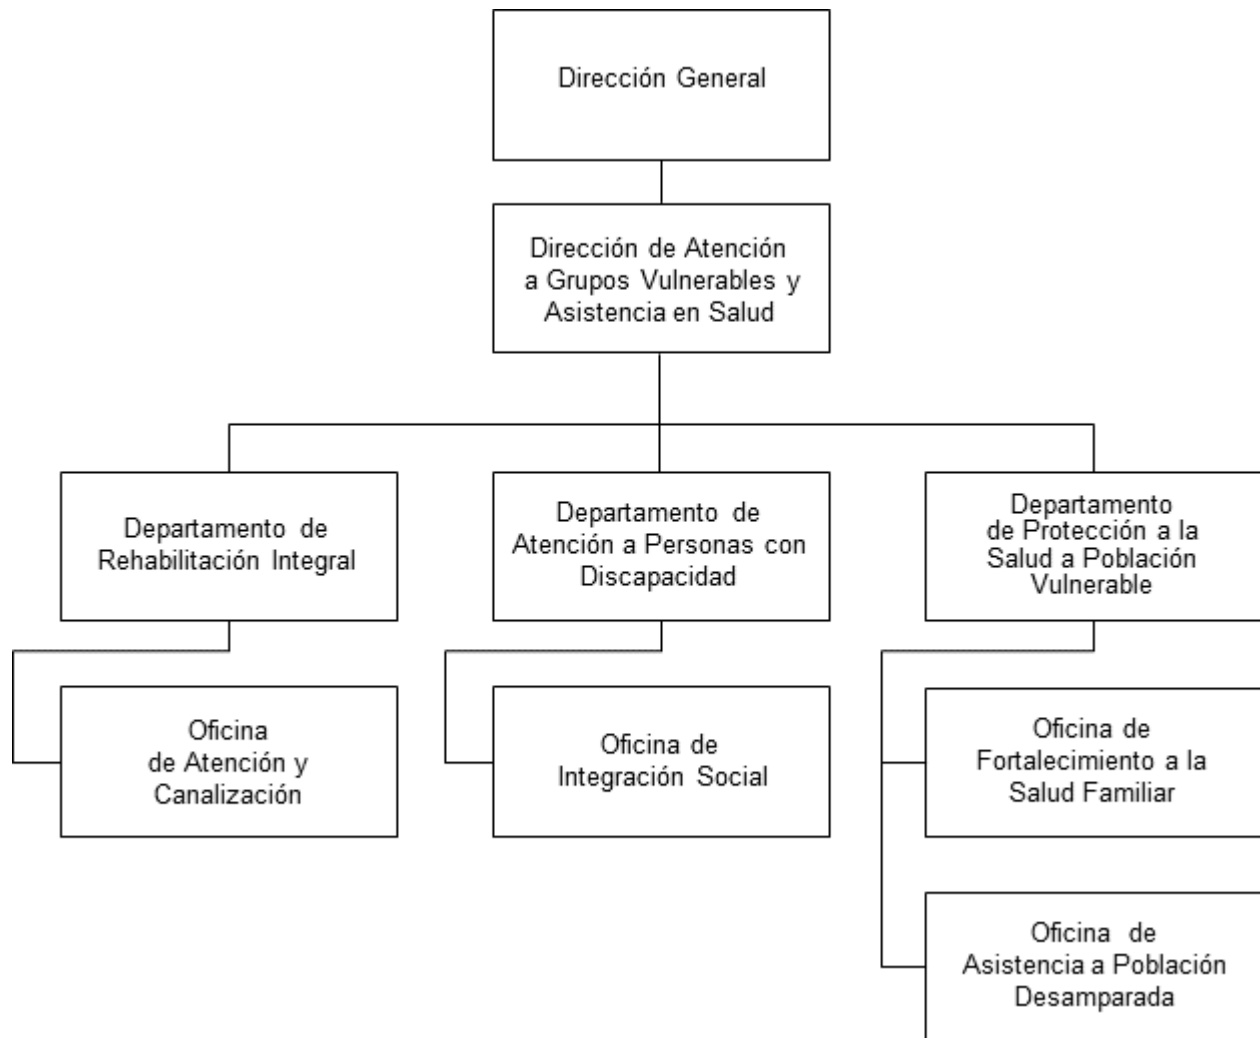 Dirección General
Dirección de Atención
a Grupos Vulnerables y
Asistencia en Salud
Departamento de
Rehabilitación Integral
Departamento de
Atención a Personas con
Discapacidad
Departamento
de Protección a la
Salud a Población
Vulnerable
Oficina
de Atención y
Canalización
Oficina de
Integración Social
Oficina de
Fortalecimiento a la
Salud Familiar
Oficina de
Asistencia a Población
Desamparada